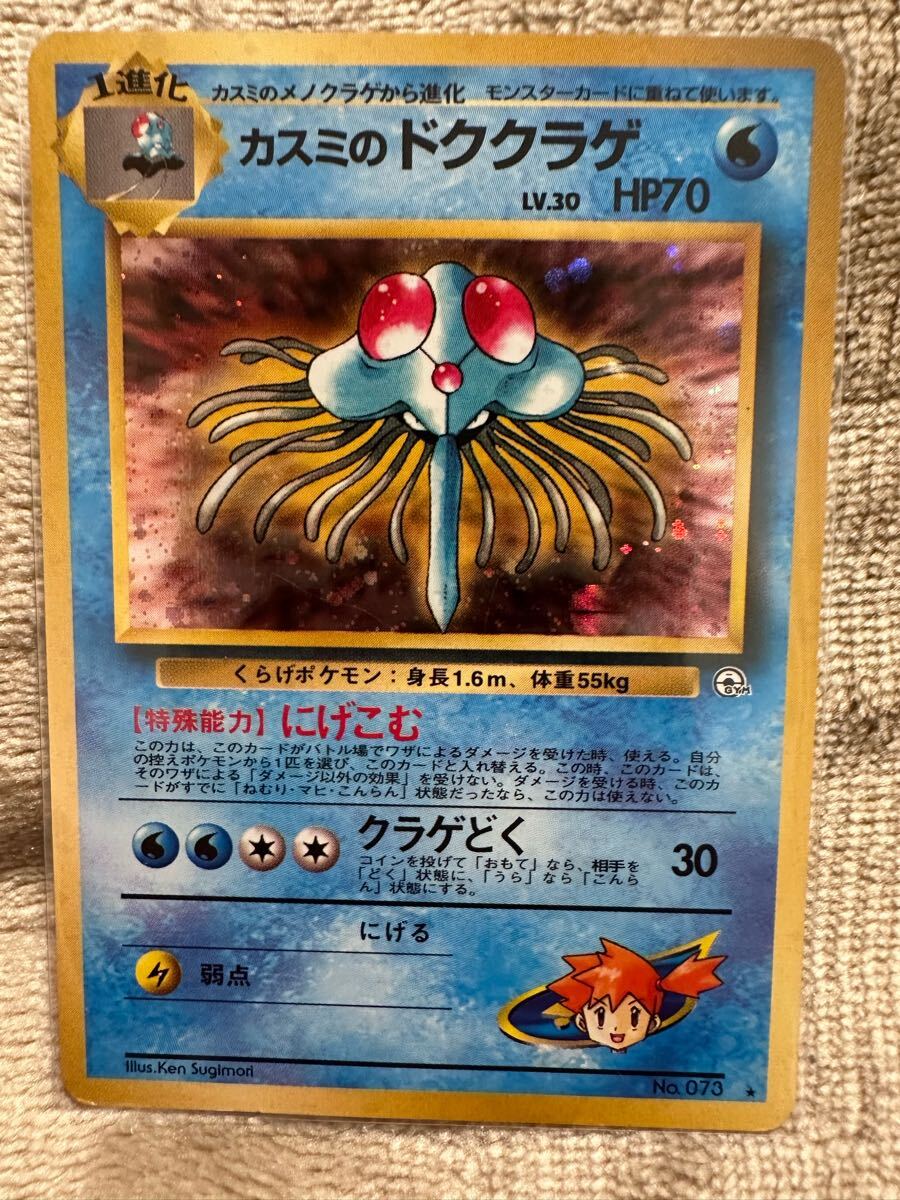 1進化
カスミのメノクラゲから進化 モンスターカードに重ねて使います。
カスミのドククラゲ
LV.30 HP70
くらげポケモン：身長1.6m、体重55kg
GYM
【特殊能力】にげこむ
この力は、このカードがバトル場でワザによるダメージを受けた時、使える。自分
の控えポケモンから1匹を選び、このカードと入れ替える。この時、このカードは、
そのワザによる「ダメージ以外の効果」を受けない。ダメージを受ける時、このカ
ードがすでに「ねむり・マヒ・こんらん」状態だったなら、この力は使えない。
クラゲどく 30
コインを投げて「おもて」なら、相手を
「どく」状態に、「うら」なら「こんら
ん」状態にする。
にげる
弱点
Illus.Ken Sugimori
No. 073 ★